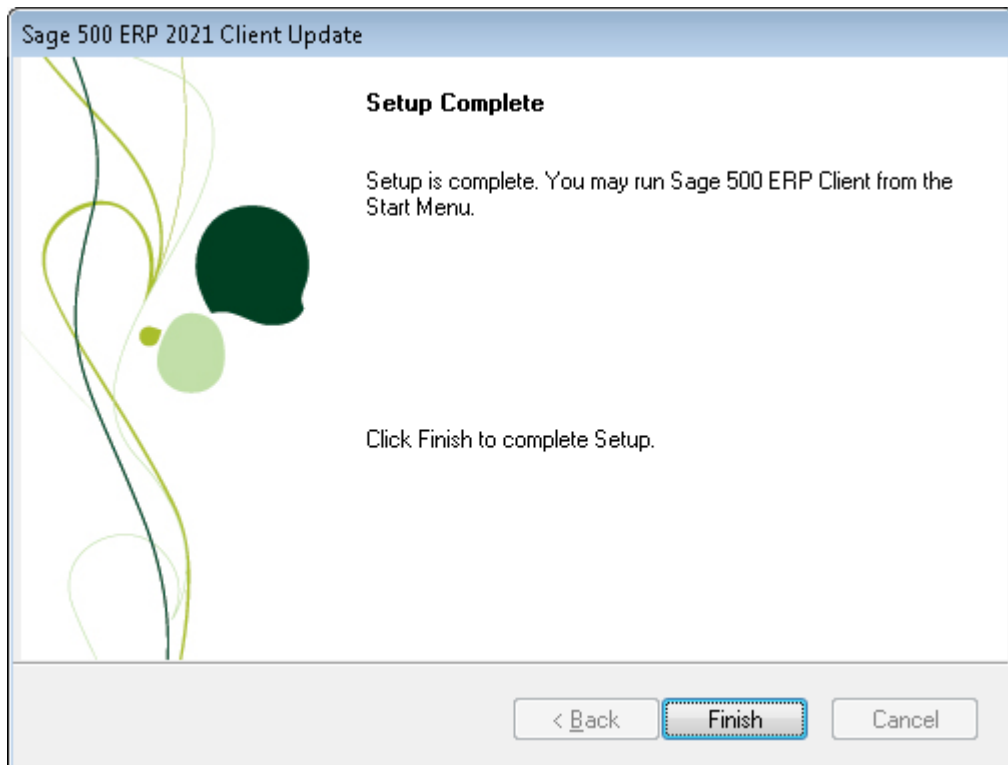 Sage 500 ERP 2021 Client Update
Setup Complete
Setup is complete. You may run Sage 500 ERP Client from the
Start Menu.
Click Finish to complete Setup.
< Back
Finish
Cancel